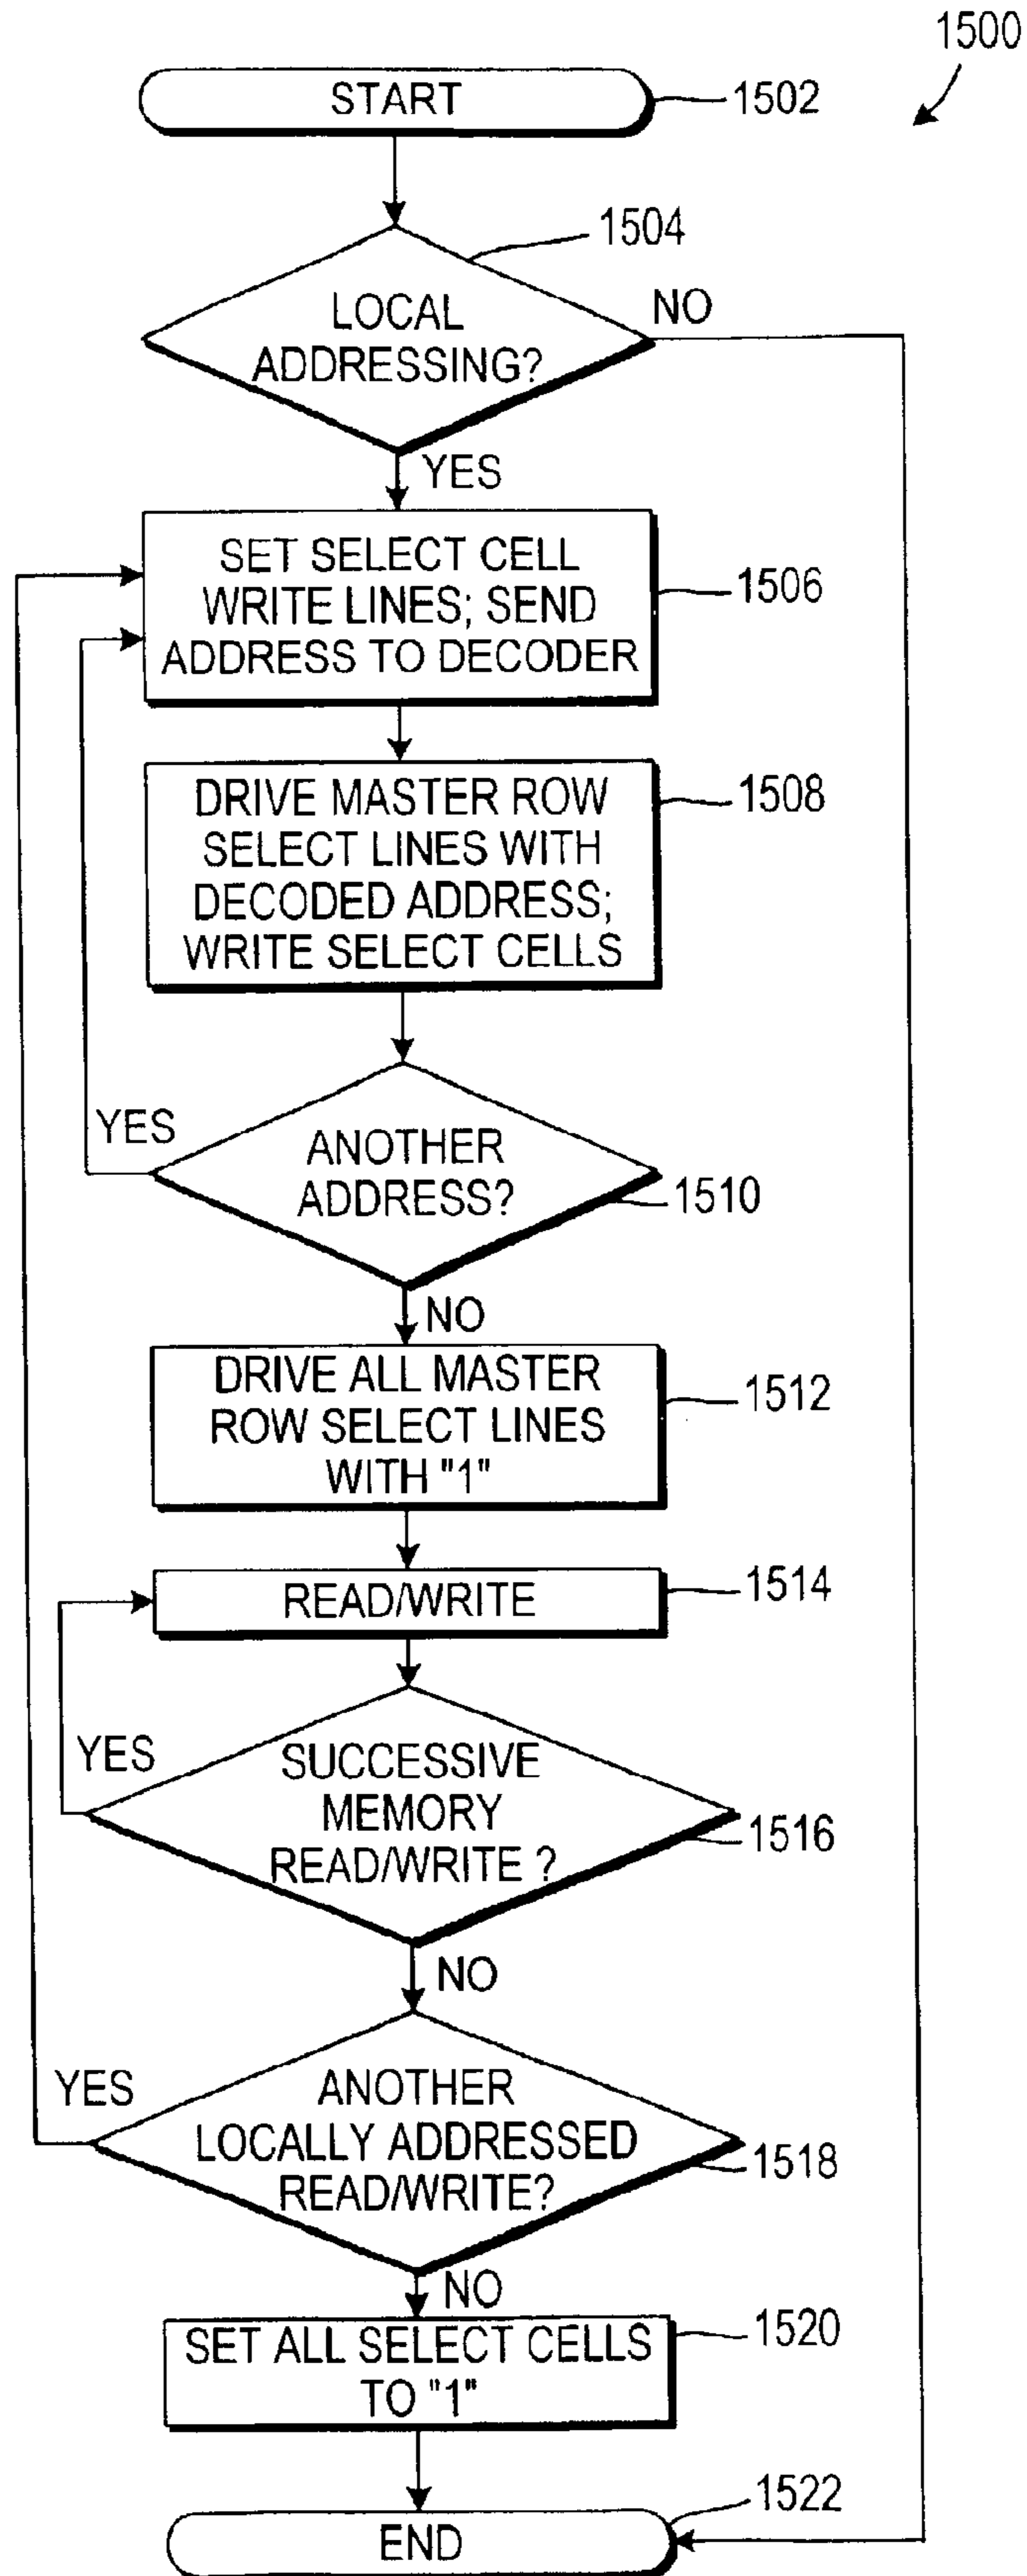 1500
START
1502
1504
LOCAL
ADDRESSING?
NO
YES
SET SELECT CELL
WRITE LINES; SEND
ADDRESS TO DECODER
1506
DRIVE MASTER ROW
SELECT LINES WITH
DECODED ADDRESS;
WRITE SELECT CELLS
1508
YES
ANOTHER
ADDRESS?
1510
NO
DRIVE ALL MASTER
ROW SELECT LINES
WITH "1"
1512
READ/WRITE
1514
YES
SUCCESSIVE
MEMORY
READ/WRITE ?
1516
NO
YES
ANOTHER
LOCALLY ADDRESSED
READ/WRITE?
1518
NO
SET ALL SELECT CELLS
TO "1"
1520
END
1522